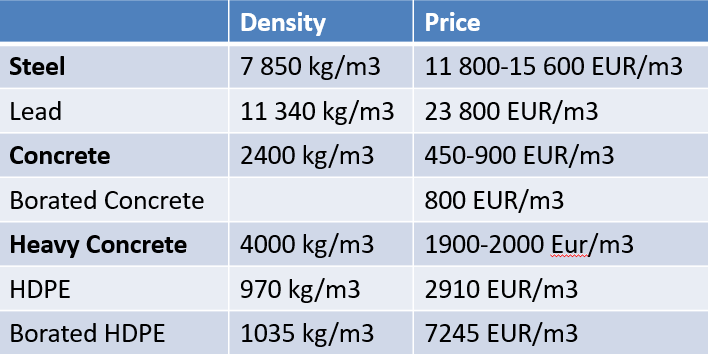 Density Price
Steel 7 850 kg/m3 11 800-15 600 EUR/m3
Lead 11 340 kg/m3 23 800 EUR/m3
Concrete 2400 kg/m3 450-900 EUR/m3
Borated Concrete 800 EUR/m3
Heavy Concrete 4000 kg/m3 1900-2000 Eur/m3
HDPE 970 kg/m3 2910 EUR/m3
Borated HDPE 1035 kg/m3 7245 EUR/m3